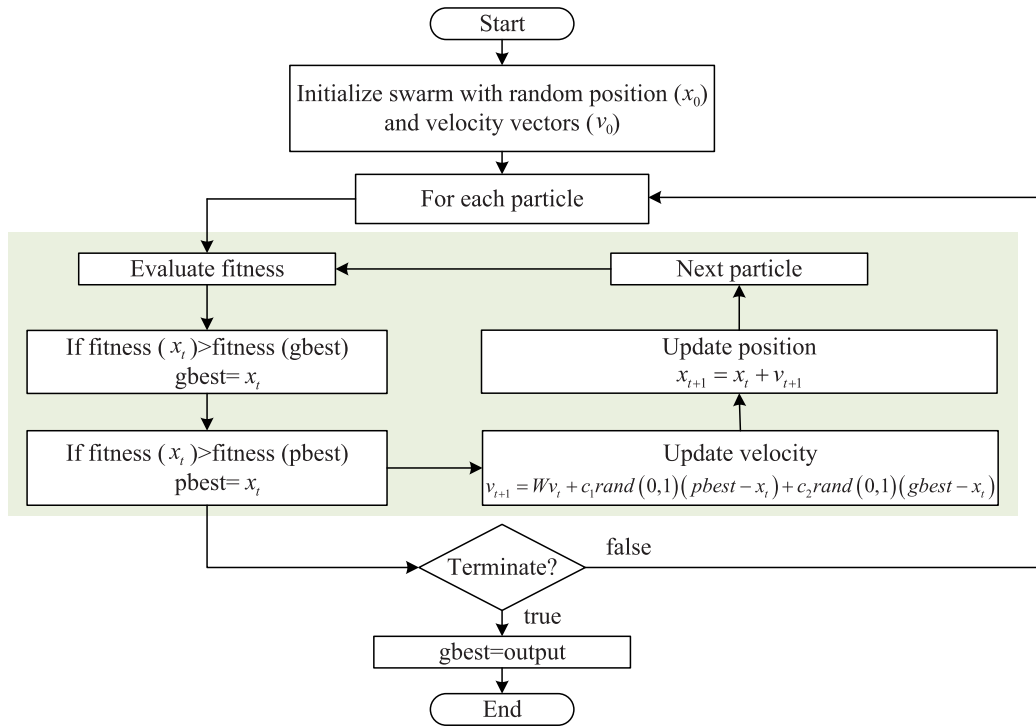 Start
Initialize swarm with random position (x₀)
and velocity vectors (v₀)
For each particle
Evaluate fitness
Next particle
If fitness (xₜ)>fitness (gbest)
gbest= xₜ
Update position
xₜ₊₁ = xₜ + vₜ₊₁
If fitness (xₜ)>fitness (pbest)
pbest= xₜ
Update velocity
vₜ₊₁ = Wvₜ + c₁rand (0,1)(pbest−xₜ)+c₂rand (0,1)(gbest−xₜ)
Terminate?
false
true
gbest=output
End